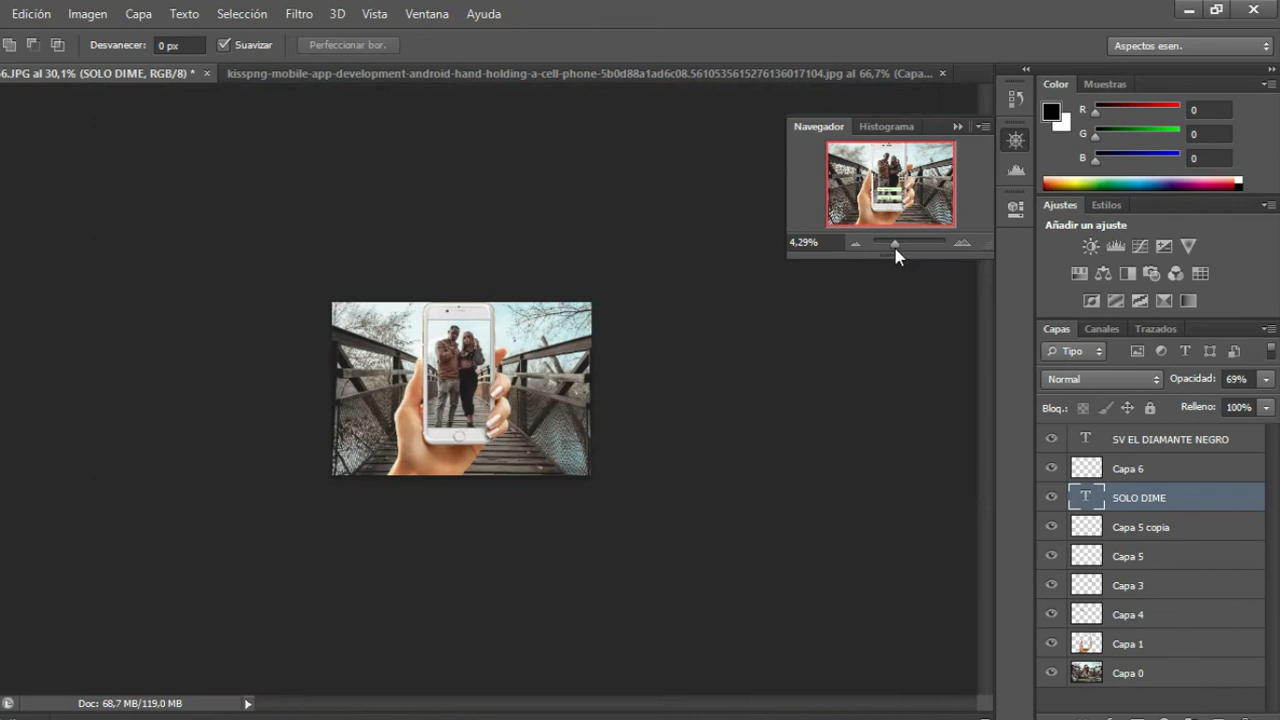 Edición Imagen Capa Texto Selección Filtro 3D Vista Ventana Ayuda
Desvanecer: 0 px Suavizar Perfeccionar bor. Aspectos esen.
6.JPG al 30,1% (SOLO DIME, RGB/8) * × kisspng-mobile-app-development-android-hand-holding-a-cell-phone-5b0d88a1ad6c08.5610535615276136017104.jpg al 66,7% (Capa... ×
Color Muestras
R 0
G 0
B 0
Navegador Histograma
4,29%
Ajustes Estilos
Añadir un ajuste
Capas Canales Trazados
Tipo
Normal Opacidad: 69%
Bloq.: Relleno: 100%
T SV EL DIAMANTE NEGRO
Capa 6
T SOLO DIME
Capa 5 copia
Capa 5
Capa 3
Capa 4
Capa 1
Capa 0
Doc: 68,7 MB/119,0 MB